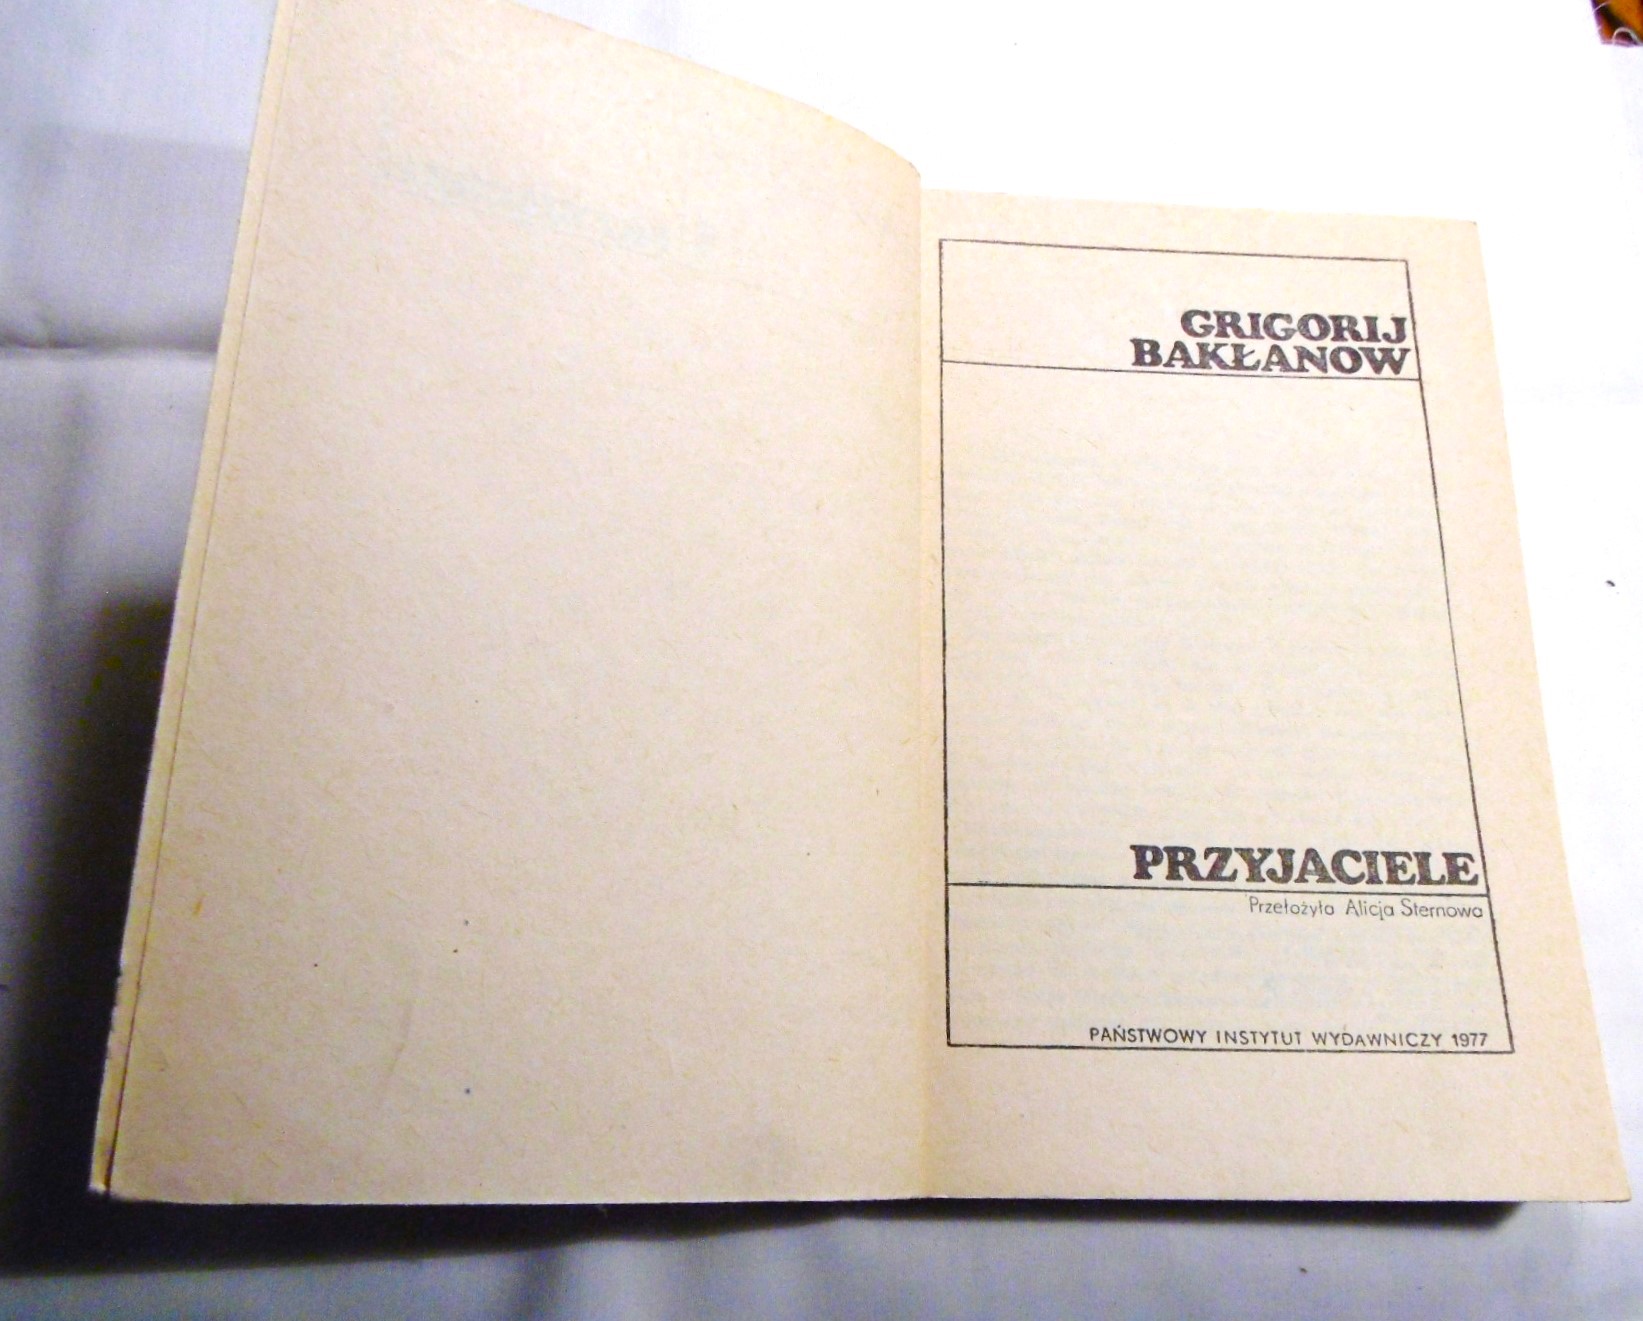 GRIGORIJ
BAKŁANOW
PRZYJACIELE
Przełożyła Alicja Sternowa
PAŃSTWOWY INSTYTUT WYDAWNICZY 1977